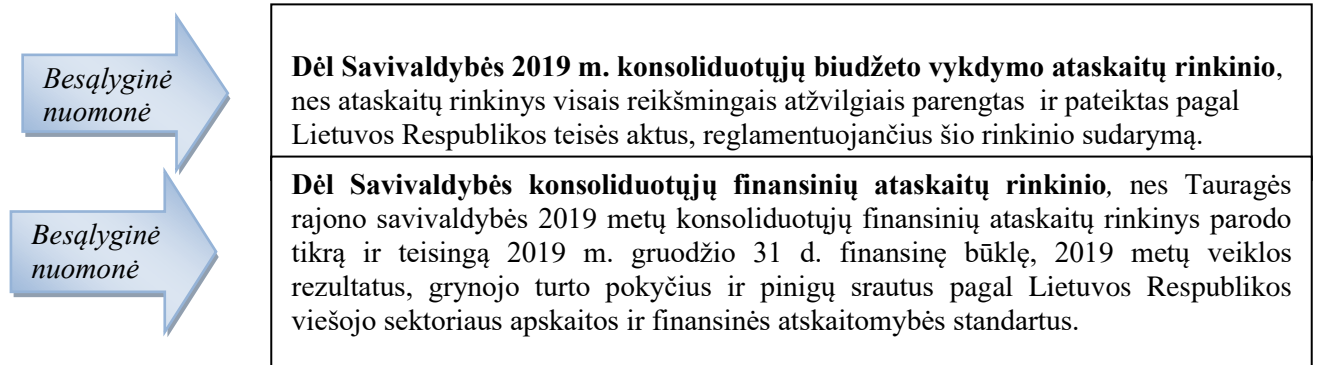 Besąlyginė
nuomonė
Dėl Savivaldybės 2019 m. konsoliduotųjų biudžeto vykdymo ataskaitų rinkinio,
nes ataskaitų rinkinys visais reikšmingais atžvilgiais parengtas ir pateiktas pagal
Lietuvos Respublikos teisės aktus, reglamentuojančius šio rinkinio sudarymą.
Besąlyginė
nuomonė
Dėl Savivaldybės konsoliduotųjų finansinių ataskaitų rinkinio, nes Tauragės
rajono savivaldybės 2019 metų konsoliduotųjų finansinių ataskaitų rinkinys parodo
tikrą ir teisingą 2019 m. gruodžio 31 d. finansinę būklę, 2019 metų veiklos
rezultatus, grynojo turto pokyčius ir pinigų srautus pagal Lietuvos Respublikos
viešojo sektoriaus apskaitos ir finansinės atskaitomybės standartus.